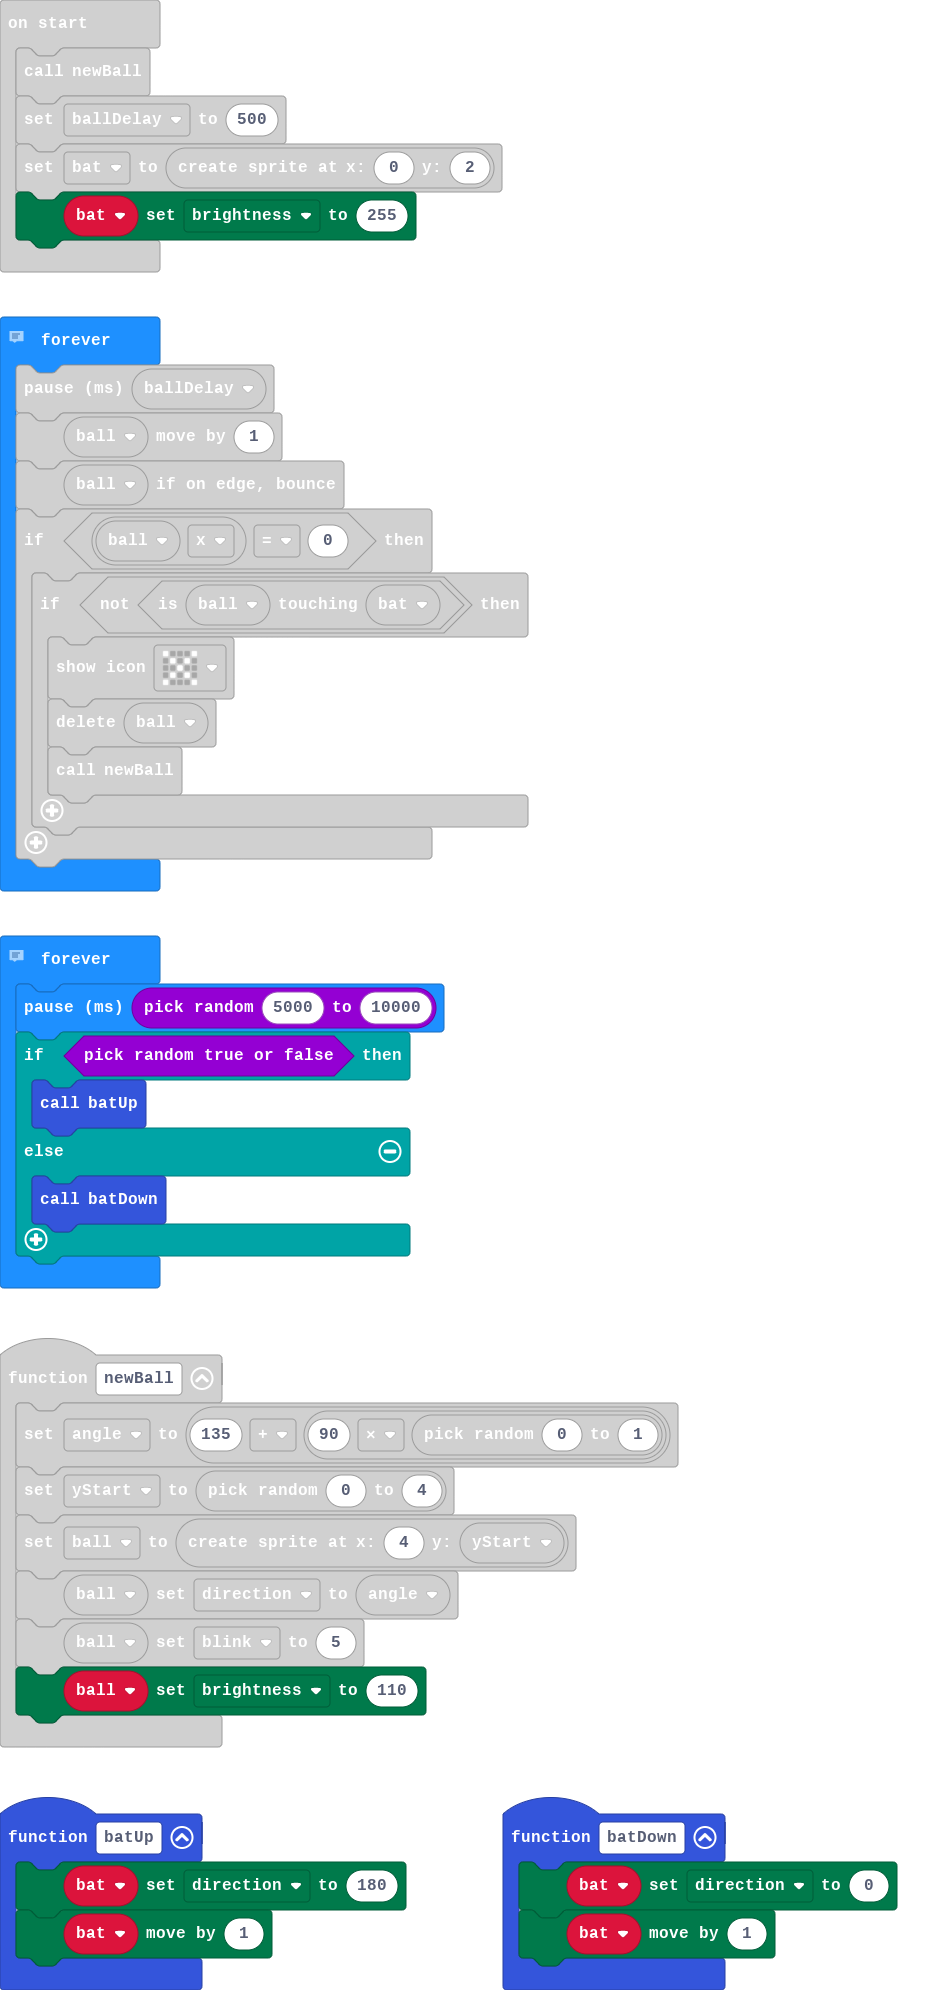 on start
call newBall
set ballDelay to 500
set bat to create sprite at x: 0 y: 2
bat set brightness to 255
forever
pause (ms) ballDelay
ball move by 1
ball if on edge, bounce
if ball x = 0 then
if not is ball touching bat then
show icon
delete ball
call newBall
forever
pause (ms) pick random 5000 to 10000
if pick random true or false then
call batUp
else
call batDown
function newBall
set angle to 135 + 90 × pick random 0 to 1
set yStart to pick random 0 to 4
set ball to create sprite at x: 4 y: yStart
ball set direction to angle
ball set blink to 5
ball set brightness to 110
function batUp
bat set direction to 180
bat move by 1
function batDown
bat set direction to 0
bat move by 1